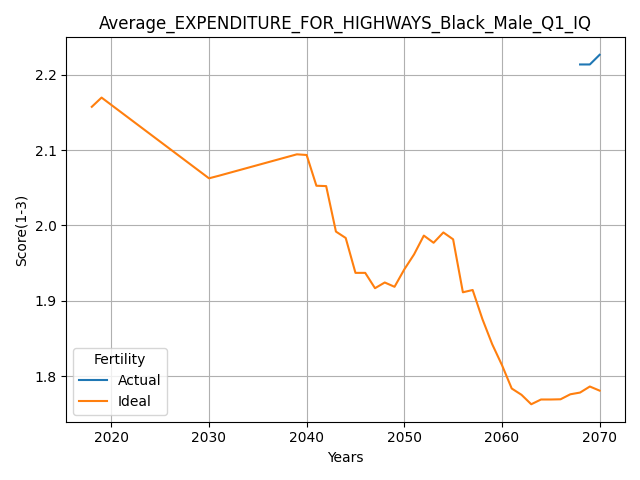 Average_EXPENDITURE_FOR_HIGHWAYS_Black_Male_Q1_IQ
Score(1-3)
2.2
2.1
2.0
1.9
1.8
Fertility
Actual
Ideal
2020 2030 2040 2050 2060 2070
Years